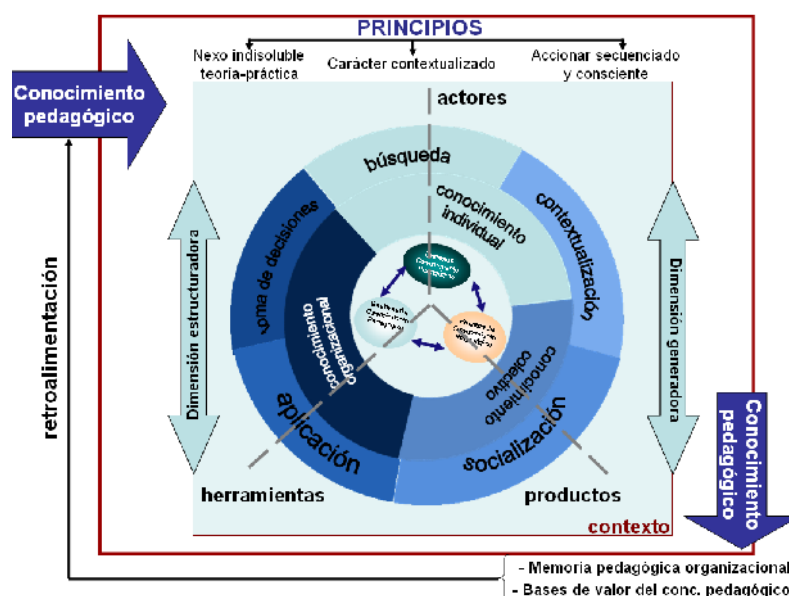 PRINCIPIOS
Nexo indisoluble
teoría-práctica
Carácter contextualizado
Accionar secuenciado
y consciente
Conocimiento
pedagógico
actores
búsqueda
conocimiento
individual
contextualización
toma de decisiones
conocimiento
organizacional
conocimiento
colectivo
aplicación
socialización
Dimensión estructuradora
Dimensión generadora
retroalimentación
herramientas
productos
contexto
Conocimiento
pedagógico
- Memoria pedagógica organizacional
- Bases de valor del conc. pedagógico